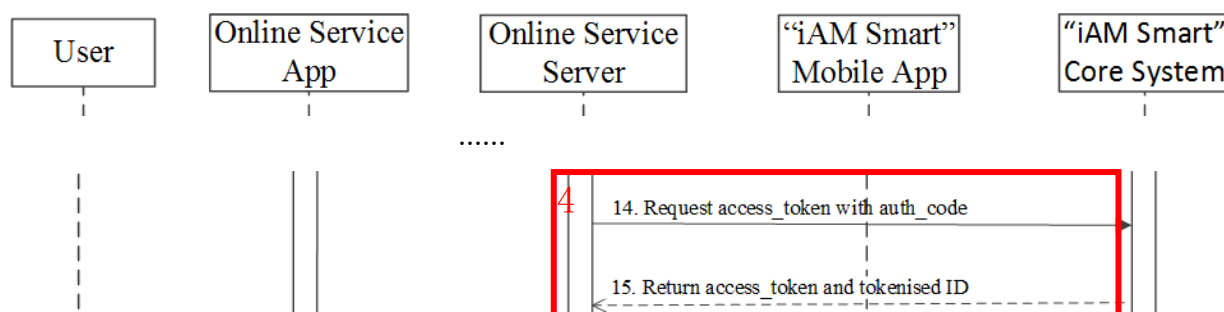 User
Online Service
App
Online Service
Server
“iAM Smart”
Mobile App
“iAM Smart”
Core System
......
4
14. Request access_token with auth_code
15. Return access_token and tokenised ID